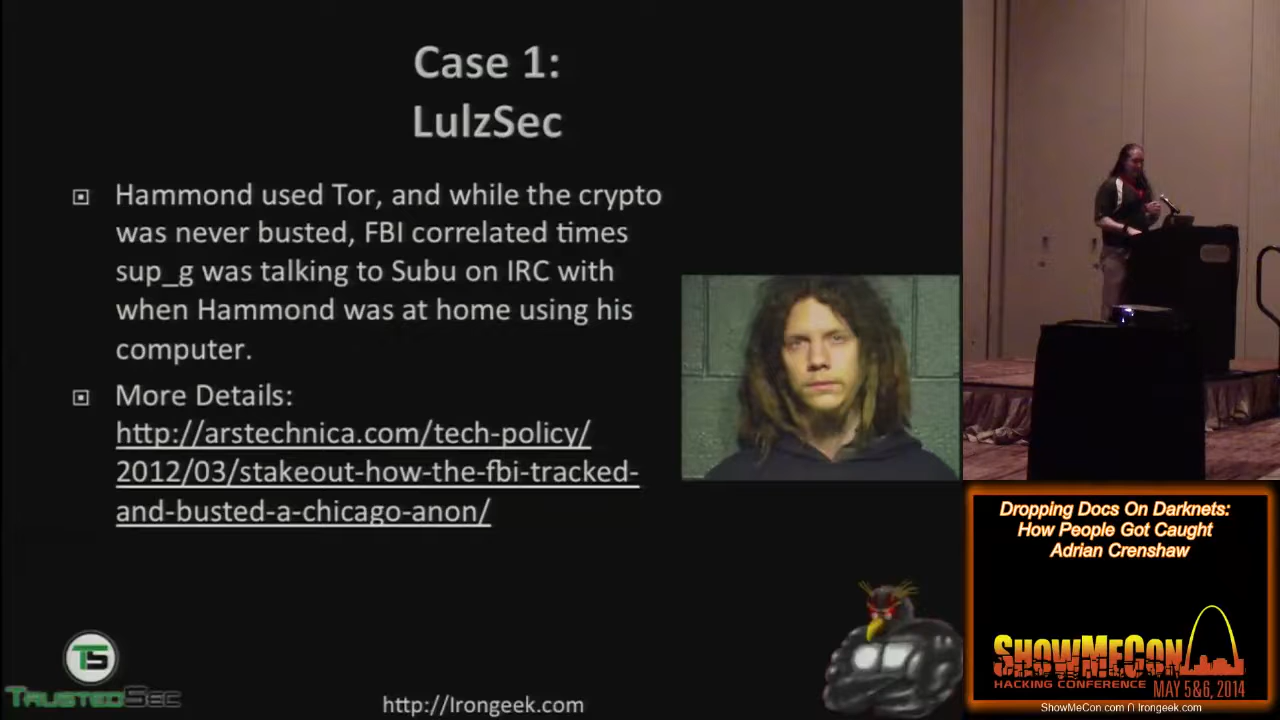 Case 1:
LulzSec
Hammond used Tor, and while the crypto
was never busted, FBI correlated times
sup_g was talking to Subu on IRC with
when Hammond was at home using his
computer.
More Details:
http://arstechnica.com/tech-policy/
2012/03/stakeout-how-the-fbi-tracked-
and-busted-a-chicago-anon/
TS
TRUSTEDSEC
http://Irongeek.com
Dropping Docs On Darknets:
How People Got Caught
Adrian Crenshaw
SHOWMECON
HACKING CONFERENCE MAY 5&6, 2014
ShowMeCon.com ∩ Irongeek.com